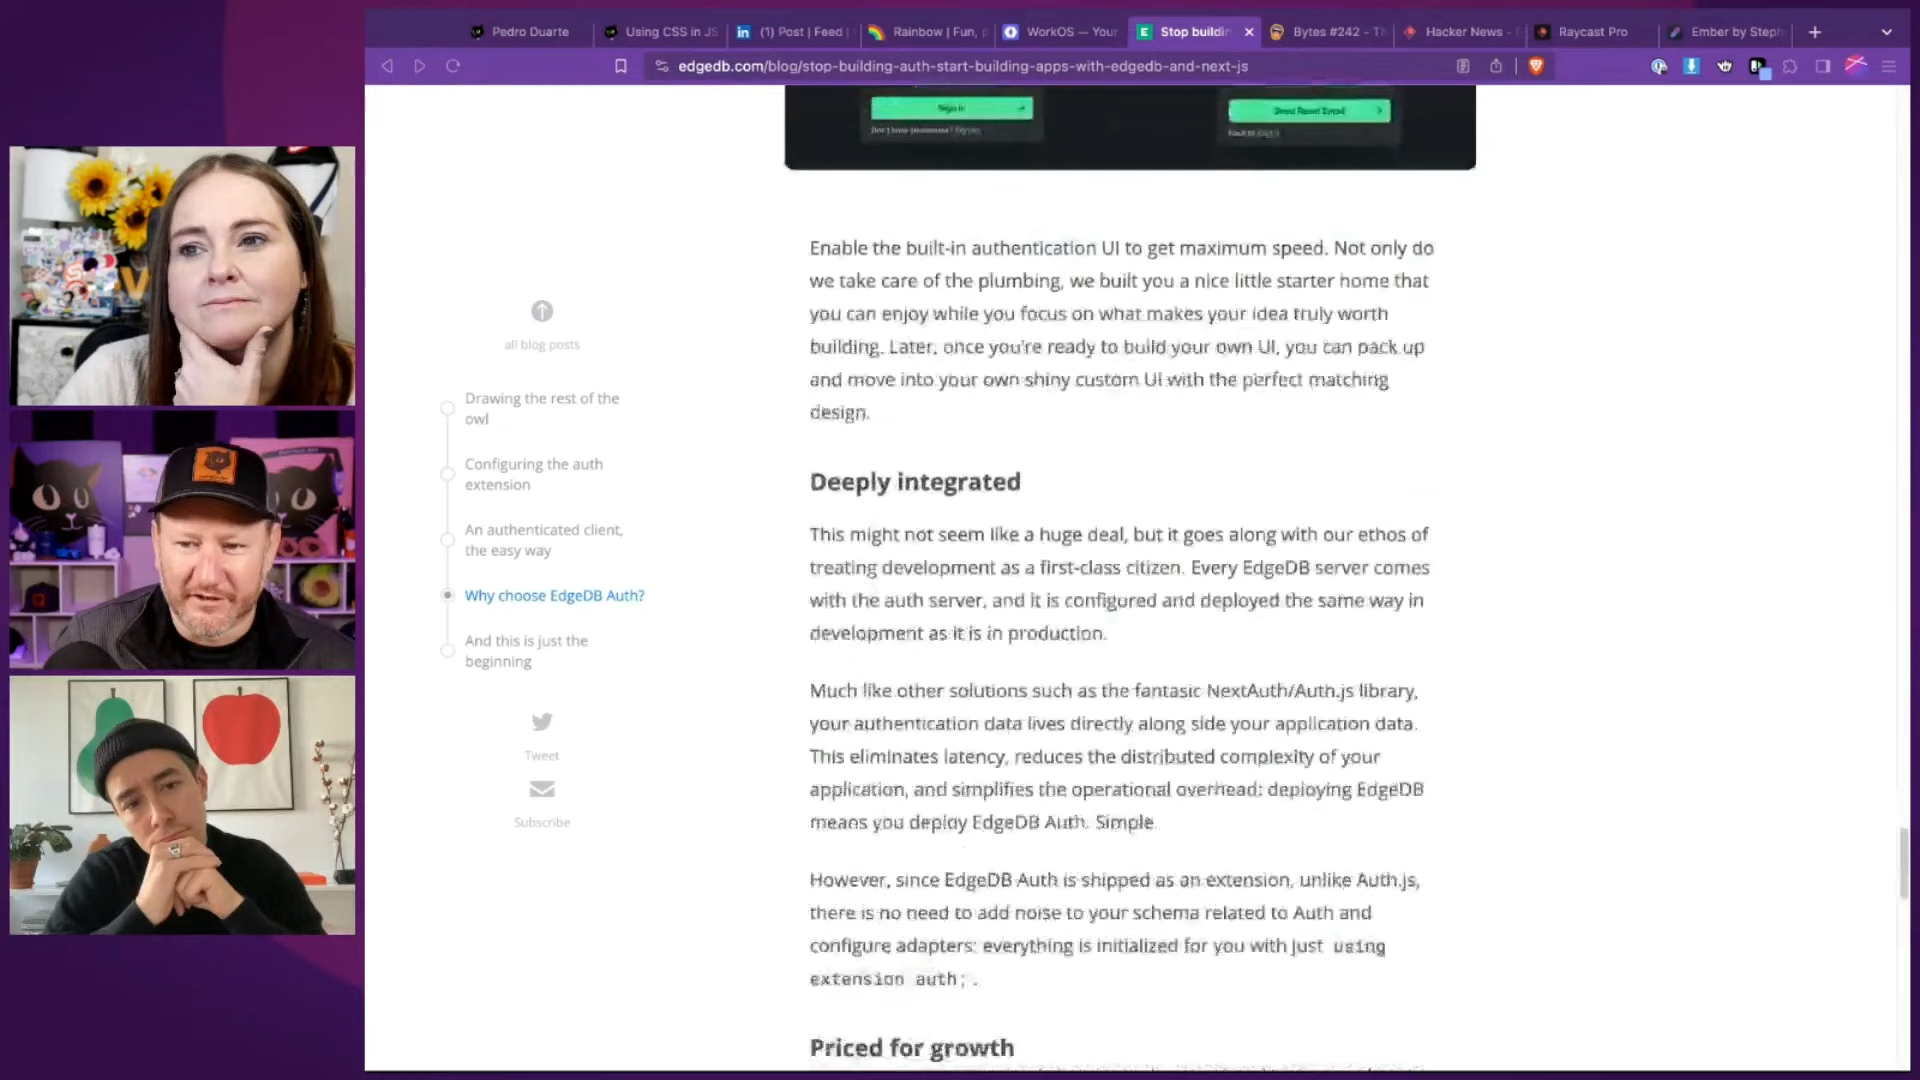 Pedro Duarte
Using CSS in JS
(1) Post | Feed |
Rainbow | Fun, p
WorkOS — Your
Stop buildin
Bytes #242 - Th
Hacker News -
Raycast Pro
Ember by Steph
edgedb.com/blog/stop-building-auth-start-building-apps-with-edgedb-and-next-js
Sign in
Send Reset Email
all blog posts
Drawing the rest of the
owl
Configuring the auth
extension
An authenticated client,
the easy way
Why choose EdgeDB Auth?
And this is just the
beginning
Tweet
Subscribe
Enable the built-in authentication UI to get maximum speed. Not only do
we take care of the plumbing, we built you a nice little starter home that
you can enjoy while you focus on what makes your idea truly worth
building. Later, once you're ready to build your own UI, you can pack up
and move into your own shiny custom UI with the perfect matching
design.
Deeply integrated
This might not seem like a huge deal, but it goes along with our ethos of
treating development as a first-class citizen. Every EdgeDB server comes
with the auth server, and it is configured and deployed the same way in
development as it is in production.
Much like other solutions such as the fantasic NextAuth/Auth.js library,
your authentication data lives directly along side your application data.
This eliminates latency, reduces the distributed complexity of your
application, and simplifies the operational overhead: deploying EdgeDB
means you deploy EdgeDB Auth. Simple.
However, since EdgeDB Auth is shipped as an extension, unlike Auth.js,
there is no need to add noise to your schema related to Auth and
configure adapters: everything is initialized for you with just using
extension auth; .
Priced for growth